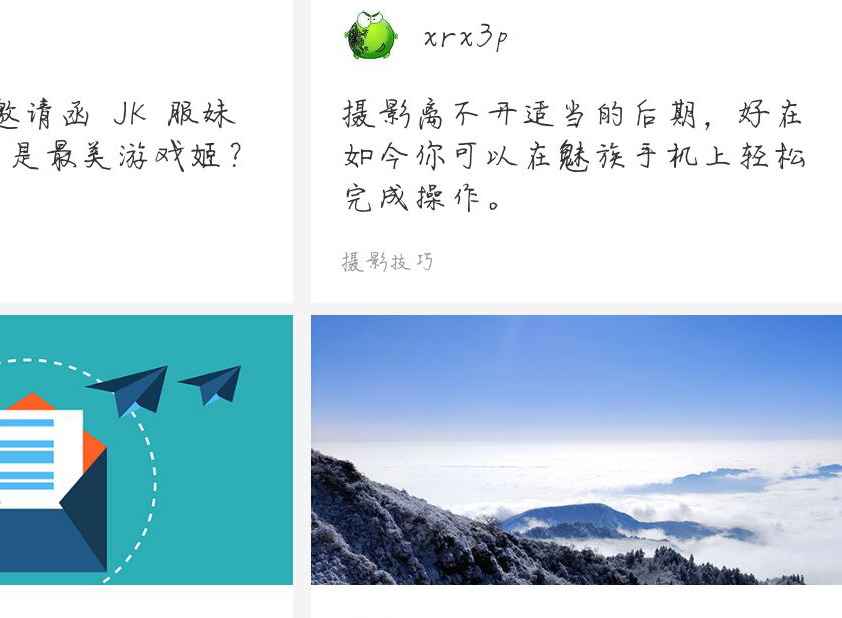 xrx3p
邀请函 JK 服妹
是最美游戏姬？
摄影离不开适当的后期，好在
如今你可以在魅族手机上轻松
完成操作。
摄影技巧